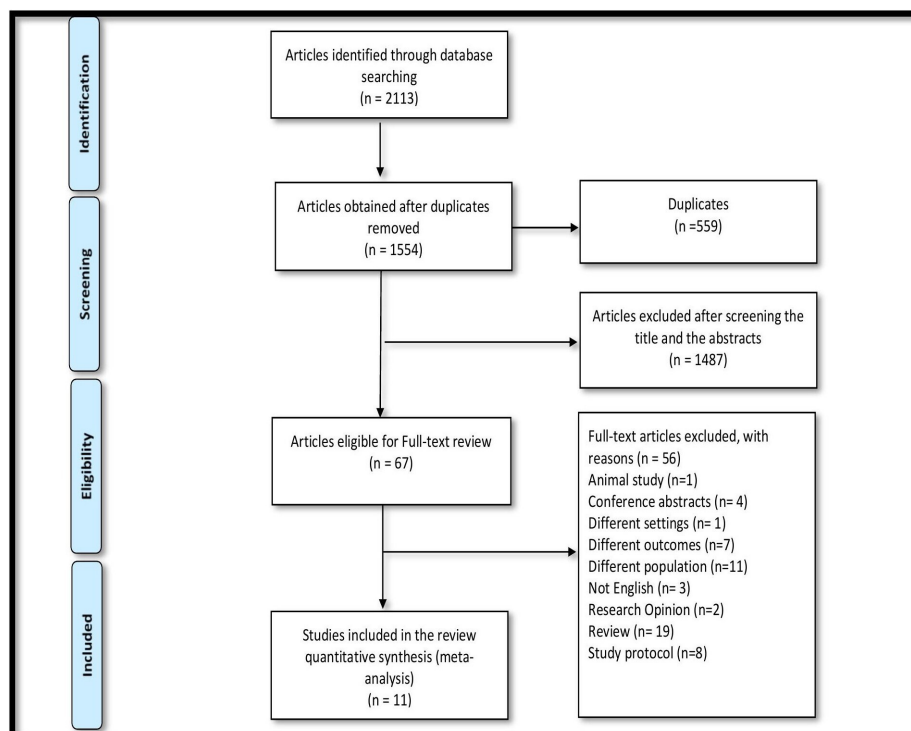 Identification
Articles identified through database
searching
(n = 2113)
Screening
Articles obtained after duplicates
removed
(n = 1554)
Duplicates
(n =559)
Articles excluded after screening the
title and the abstracts
(n = 1487)
Eligibility
Articles eligible for Full-text review
(n = 67)
Full-text articles excluded, with
reasons (n = 56)
Animal study (n=1)
Conference abstracts (n= 4)
Different settings (n= 1)
Different outcomes (n=7)
Different population (n=11)
Not English (n= 3)
Research Opinion (n=2)
Review (n= 19)
Study protocol (n=8)
Included
Studies included in the review
quantitative synthesis (meta-
analysis)
(n = 11)